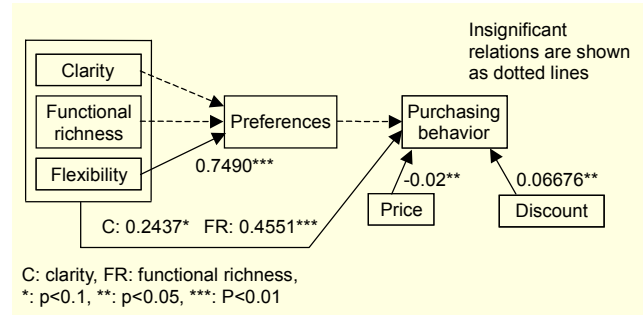 Insignificant
relations are shown
as dotted lines
Clarity
Functional
richness
Flexibility
Preferences
Purchasing
behavior
0.7490***
-0.02**
0.06676**
Price
Discount
C: 0.2437* FR: 0.4551***
C: clarity, FR: functional richness,
*: p<0.1, **: p<0.05, ***: P<0.01